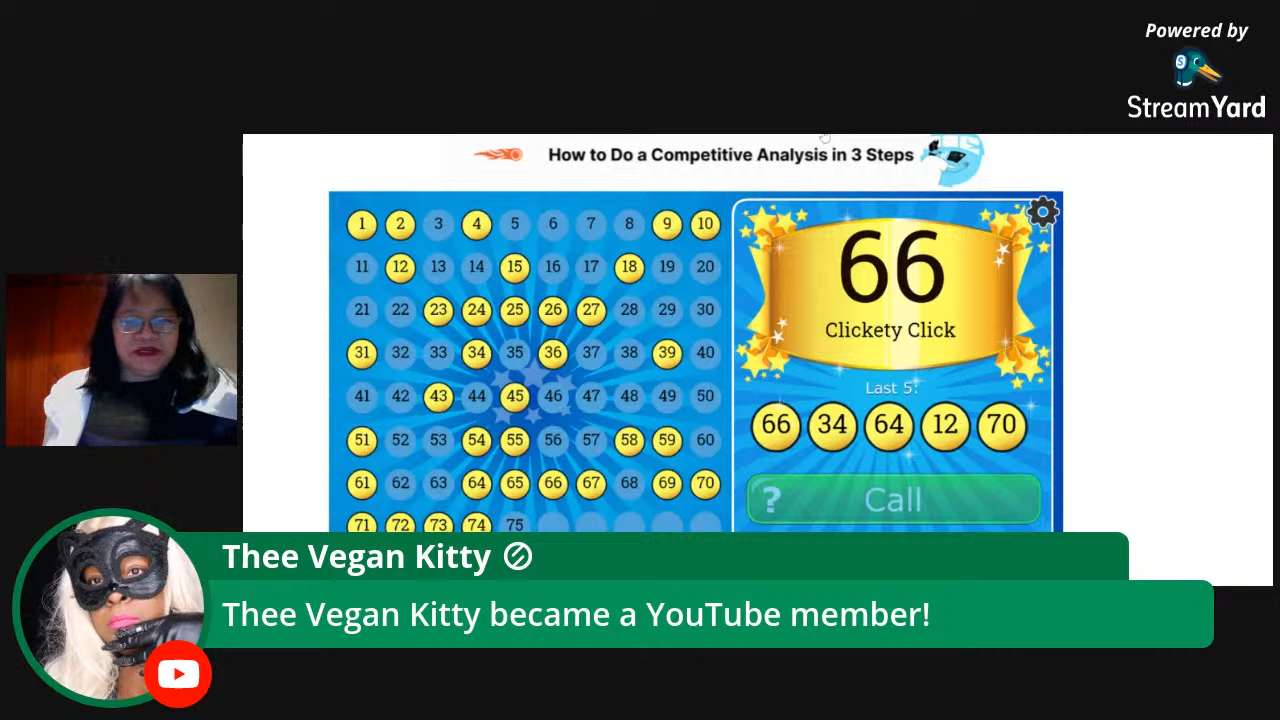 Powered by
StreamYard
How to Do a Competitive Analysis in 3 Steps
1 2 3 4 5 6 7 8 9 10
11 12 13 14 15 16 17 18 19 20
21 22 23 24 25 26 27 28 29 30
31 32 33 34 35 36 37 38 39 40
41 42 43 44 45 46 47 48 49 50
51 52 53 54 55 56 57 58 59 60
61 62 63 64 65 66 67 68 69 70
71 72 73 74 75
66
Clickety Click
Last 5:
66 34 64 12 70
? Call
Thee Vegan Kitty
Thee Vegan Kitty became a YouTube member!